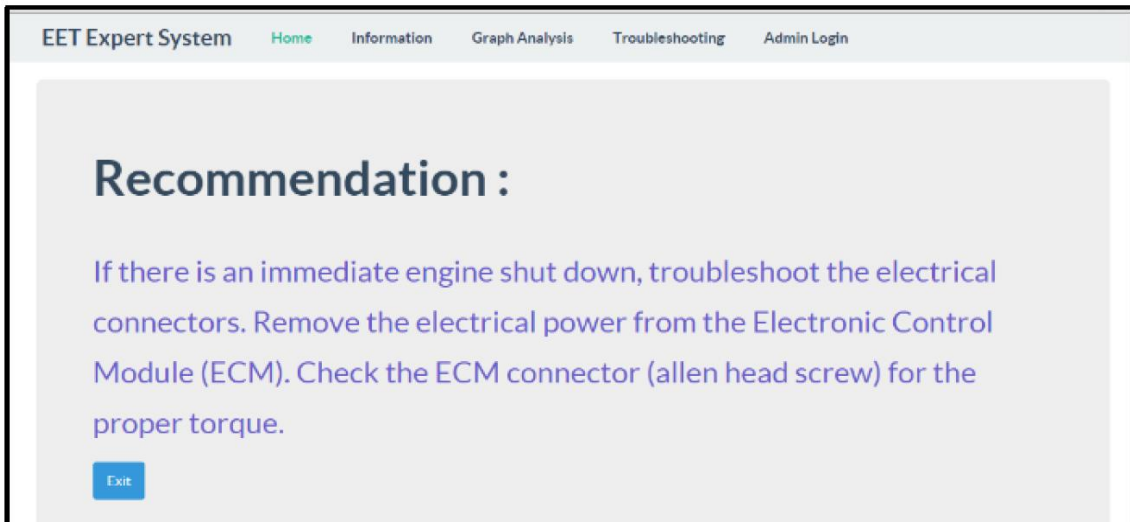 EET Expert System Home Information Graph Analysis Troubleshooting Admin Login
Recommendation :
If there is an immediate engine shut down, troubleshoot the electrical
connectors. Remove the electrical power from the Electronic Control
Module (ECM). Check the ECM connector (allen head screw) for the
proper torque.
Exit